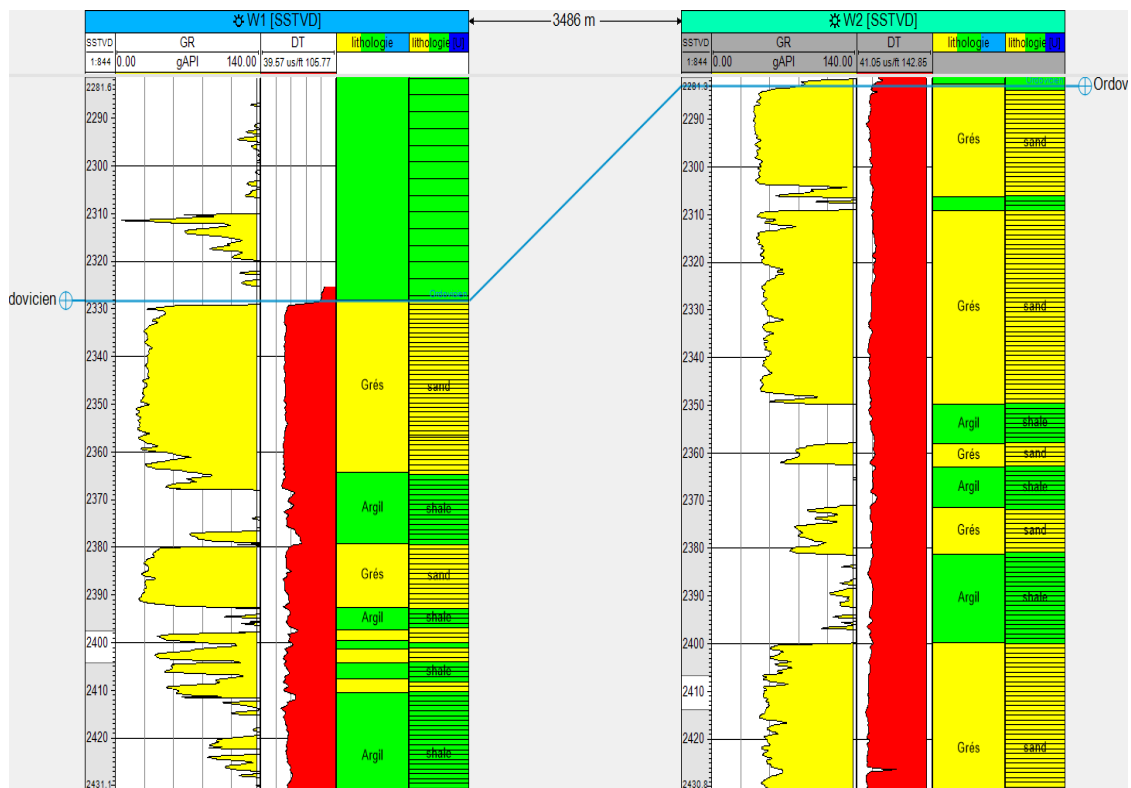 W1 [SSTVD]
3486 m
W2 [SSTVD]
SSTVD GR DT lithologie lithologie [U]
1:844 0.00 gAPI 140.00 39.57 us/ft 105.77
SSTVD GR DT lithologie lithologie [U]
1:844 0.00 gAPI 140.00 41.05 us/ft 142.85
2281.6
2290
2300
2310
2320
2330
2340
2350
2360
2370
2380
2390
2400
2410
2420
2431.1
dovicien
Ordovicien
Grés sand
Argil shale
Grés sand
Argil shale
shale
Argil shale
2281.3
2290
2300
2310
2320
2330
2340
2350
2360
2370
2380
2390
2400
2410
2420
2430.8
Ordovicien
Ordov
Grés sand
Grés sand
Argil shale
Grés sand
Argil shale
Grés sand
Argil shale
Grés sand